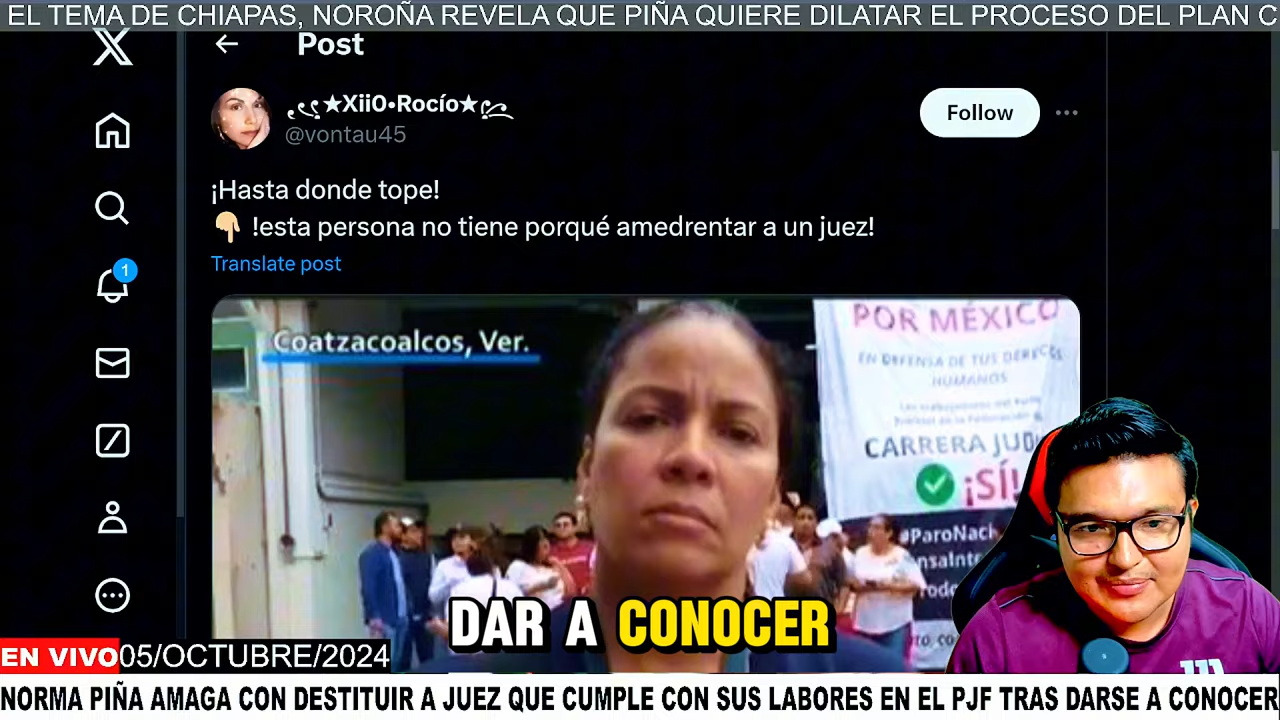 EL TEMA DE CHIAPAS, NOROÑA REVELA QUE PIÑA QUIERE DILATAR EL PROCESO DEL PLAN C
Post
★Xii0•Rocío★
@vontau45
Follow
¡Hasta donde tope!
👇🏼 !esta persona no tiene porqué amedrentar a un juez!
Translate post
1
Coatzacoalcos, Ver.
POR MÉXICO
EN DEFENSA DE TUS DERECHOS
HUMANOS
CARRERA JUDI
¡SÍ!
#ParoNac
DAR A CONOCER
EN VIVO 05/OCTUBRE/2024
NORMA PIÑA AMAGA CON DESTITUIR A JUEZ QUE CUMPLE CON SUS LABORES EN EL PJF TRAS DARSE A CONOCER